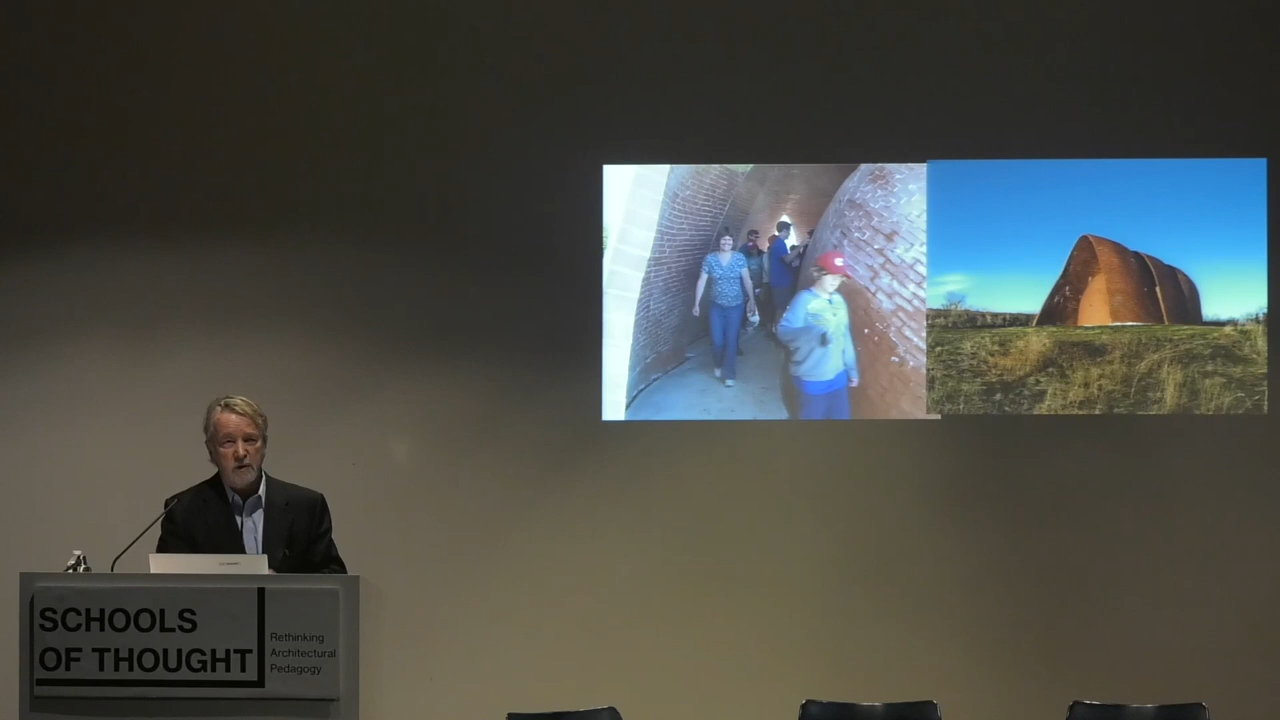 SCHOOLS
OF THOUGHT
Rethinking
Architectural
Pedagogy